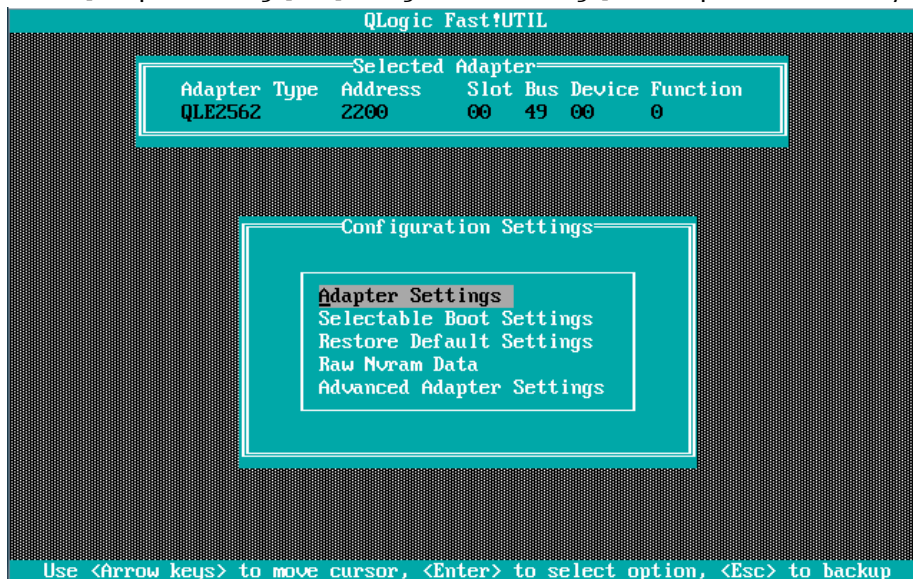 QLogic Fast!UTIL
Selected Adapter
Adapter Type Address Slot Bus Device Function
QLE2562 2200 00 49 00 0
Configuration Settings
Adapter Settings
Selectable Boot Settings
Restore Default Settings
Raw Nvram Data
Advanced Adapter Settings
Use <Arrow keys> to move cursor, <Enter> to select option, <Esc> to backup